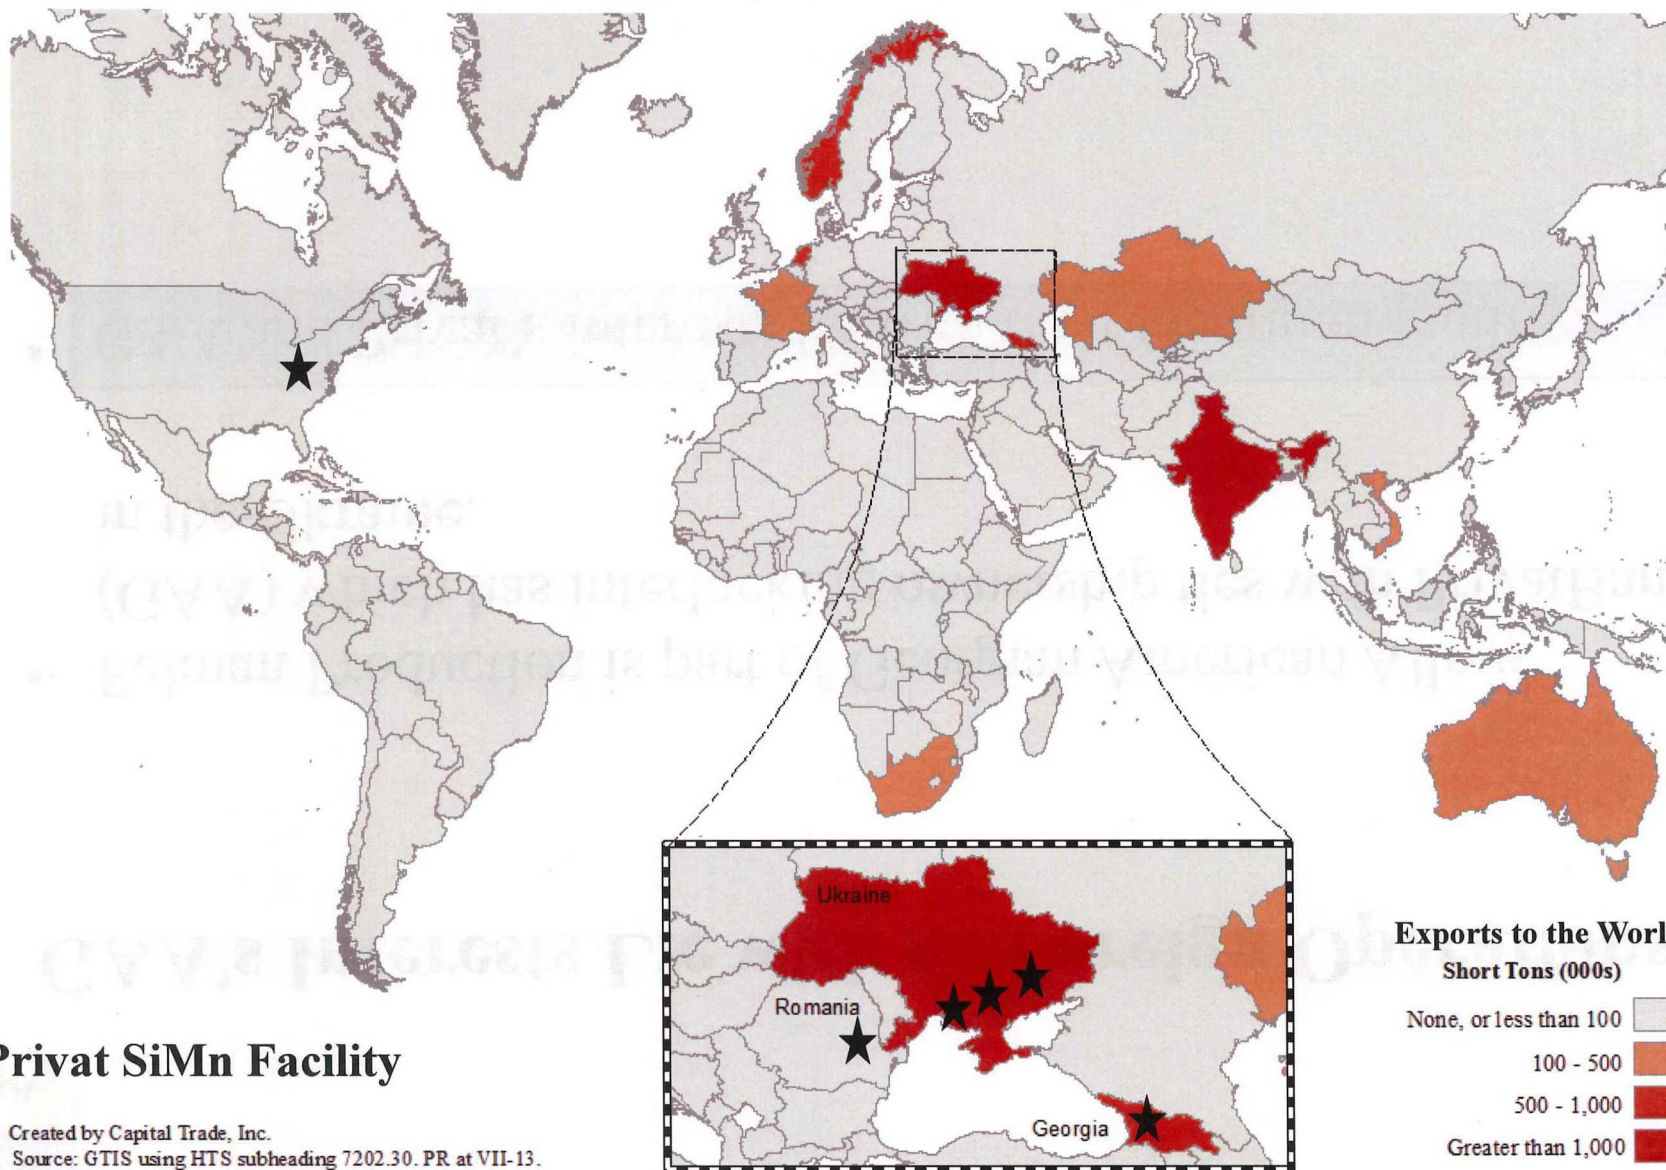 Ukraine
Romania
Georgia
Privat SiMn Facility
Created by Capital Trade, Inc.
Source: GTIS using HTS subheading 7202.30. PR at VII-13.
Exports to the Worl
Short Tons (000s)
None, or less than 100
100 - 500
500 - 1,000
Greater than 1,000